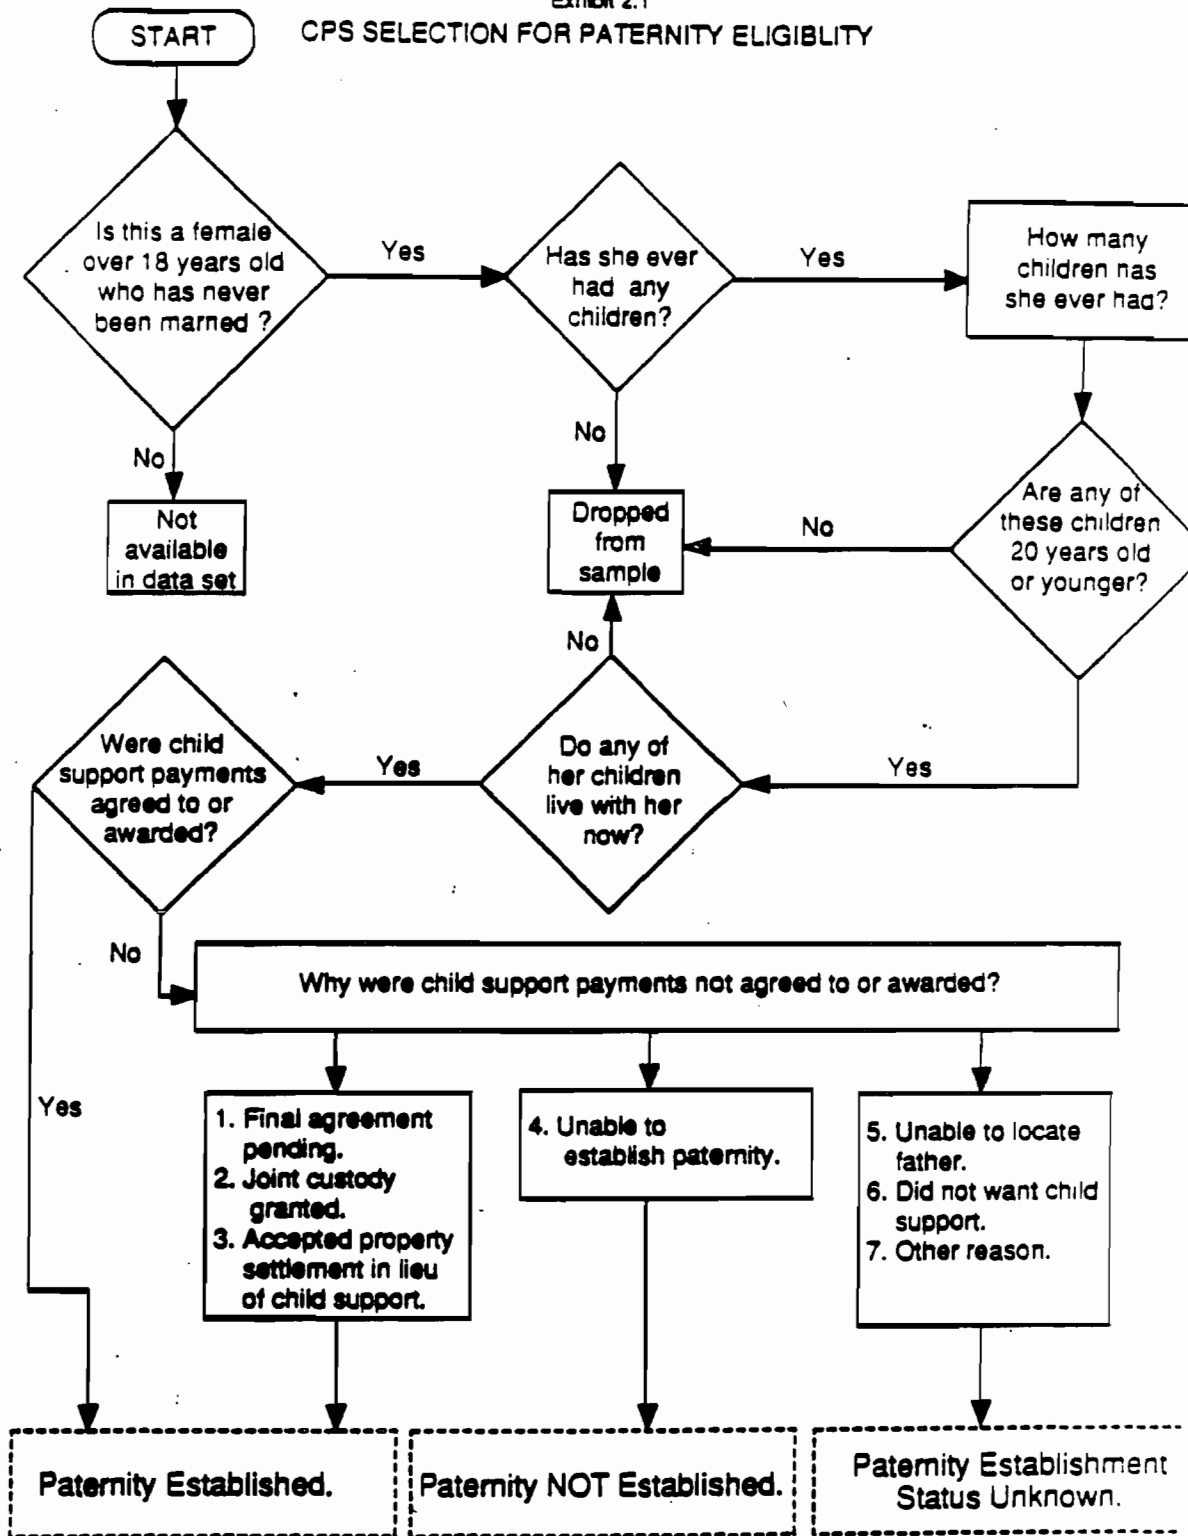 Exhibit 2.1
START
CPS SELECTION FOR PATERNITY ELIGIBLITY
Is this a female
over 18 years old
who has never
been marned ?
Yes
Has she ever
had any
children?
Yes
How many
children nas
she ever had?
No
Not
available
in data set
No
Dropped
from
sample
No
Are any of
these children
20 years old
or younger?
No
Were child
support payments
agreed to or
awarded?
Yes
Do any of
her children
live with her
now?
Yes
No
Why were child support payments not agreed to or awarded?
Yes
1. Final agreement
pending.
2. Joint custody
granted.
3. Accepted property
settlement in lieu
of child support.
4. Unable to
establish paternity.
5. Unable to locate
father.
6. Did not want child
support.
7. Other reason.
Paternity Established.
Paternity NOT Established.
Paternity Establishment
Status Unknown.